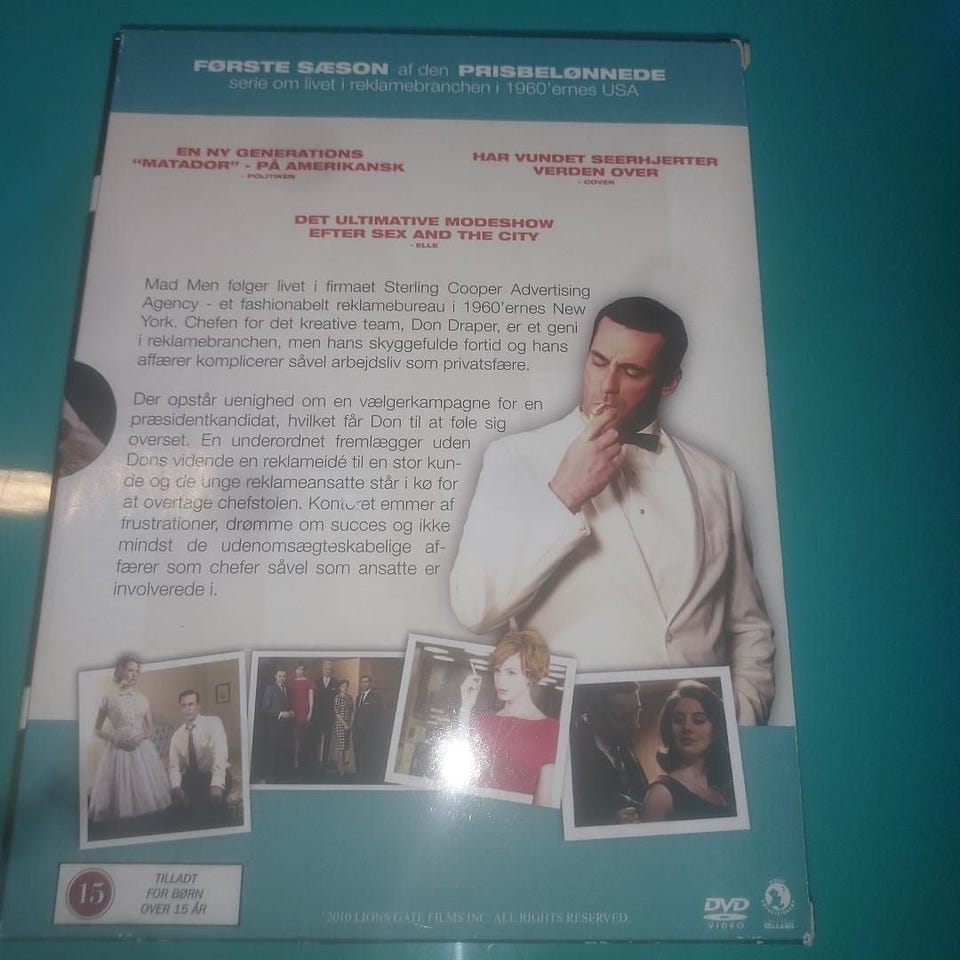 FØRSTE SÆSON af den PRISBELØNNEDE
serie om livet i reklamebranchen i 1960'ernes USA
EN NY GENERATIONS
"MATADOR" - PÅ AMERIKANSK
- POLITIKEN
HAR VUNDET SEERHJERTER
VERDEN OVER
- COVER
DET ULTIMATIVE MODESHOW
EFTER SEX AND THE CITY
- ELLE
Mad Men følger livet i firmaet Sterling Cooper Advertising
Agency - et fashionabelt reklamebureau i 1960'ernes New
York. Chefen for det kreative team, Don Draper, er et geni
i reklamebranchen, men hans skyggefulde fortid og hans
affærer komplicerer såvel arbejdsliv som privatsfære.
Der opstår uenighed om en vælgerkampagne for en
præsidentkandidat, hvilket får Don til at føle sig
overset. En underordnet fremlægger uden
Dons vidende en reklameidé til en stor kun-
de og de unge reklameansatte står i kø for
at overtage chefstolen. Kontoret emmer af
frustrationer, drømme om succes og ikke
mindst de udenomsægteskabelige af-
færer som chefer såvel som ansatte er
involverede i.
15
TILLADT
FOR BØRN
OVER 15 ÅR
©2010 LIONS GATE FILMS INC. ALL RIGHTS RESERVED.
DVD
VIDEO